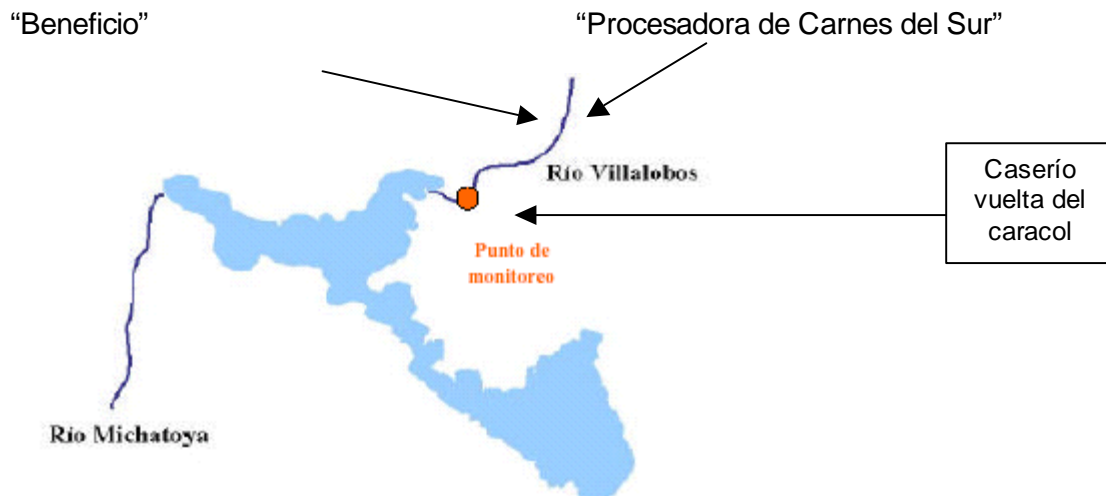 “Beneficio”
“Procesadora de Carnes del Sur”
Río Villalobos
Caserío
vuelta del
caracol
Punto de
monitoreo
Río Michatoya